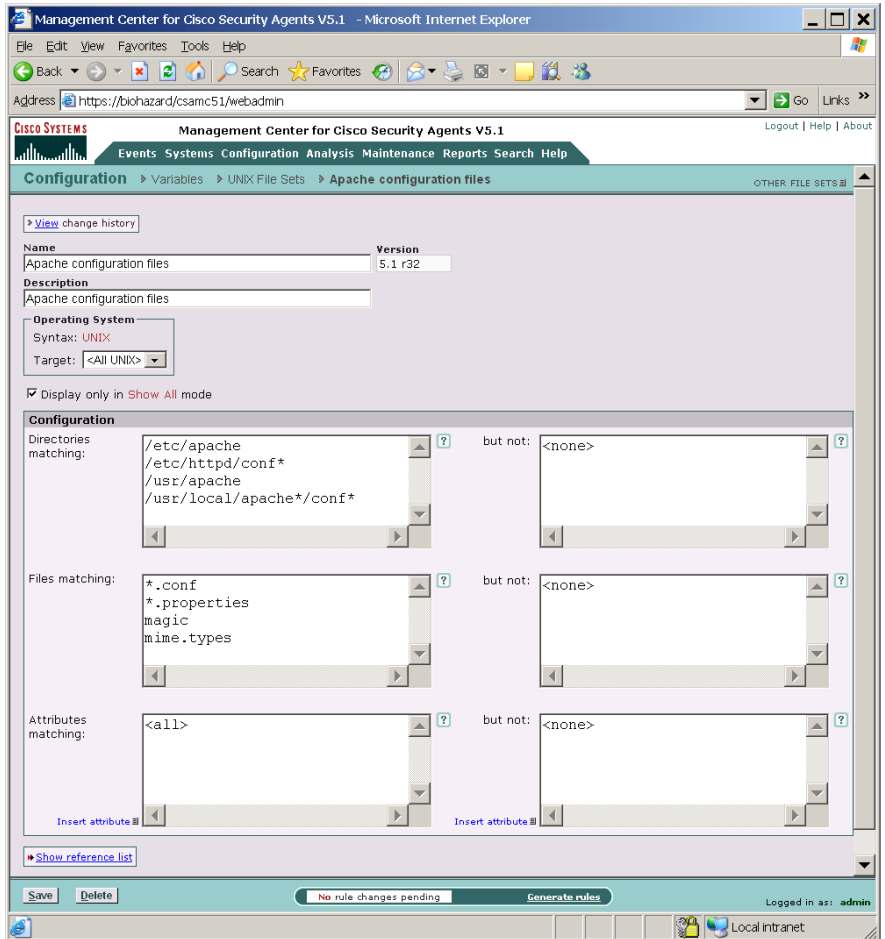 Management Center for Cisco Security Agents V5.1 - Microsoft Internet Explorer
File Edit View Favorites Tools Help
Back Search Favorites
Address https://biohazard/csamc51/webadmin Go Links »
CISCO SYSTEMS
Management Center for Cisco Security Agents V5.1
Logout | Help | About
Events Systems Configuration Analysis Maintenance Reports Search Help
Configuration > Variables > UNIX File Sets > Apache configuration files
OTHER FILE SETS
View change history
Name Version
Apache configuration files 5.1 r32
Description
Apache configuration files
Operating System
Syntax: UNIX
Target: <All UNIX>
Display only in Show All mode
Configuration
Directories matching:
/etc/apache
/etc/httpd/conf*
/usr/apache
/usr/local/apache*/conf*
?
but not:
<none>
?
Files matching:
*.conf
*.properties
magic
mime.types
?
but not:
<none>
?
Attributes matching:
<all>
?
Insert attribute
but not:
<none>
?
Insert attribute
Show reference list
Save Delete No rule changes pending Generate rules Logged in as: admin
Local intranet